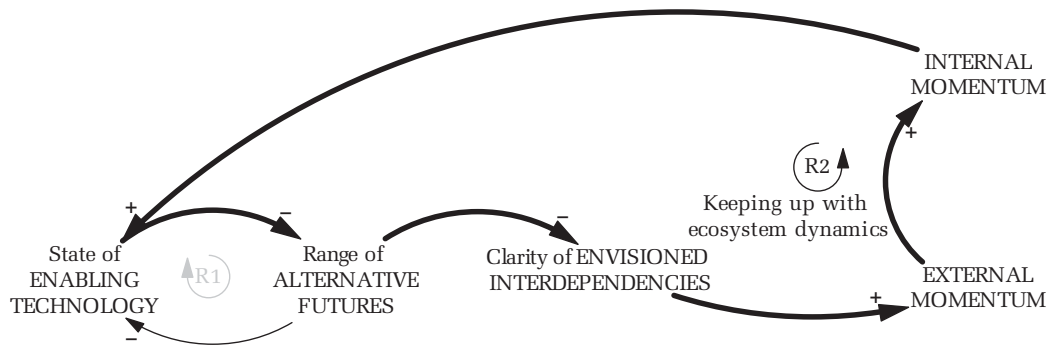 INTERNAL
MOMENTUM
+
R2
Keeping up with
ecosystem dynamics
+
–
–
State of
ENABLING
TECHNOLOGY
R1
Range of
ALTERNATIVE
FUTURES
Clarity of ENVISIONED
INTERDEPENDENCIES
EXTERNAL
MOMENTUM
+
–